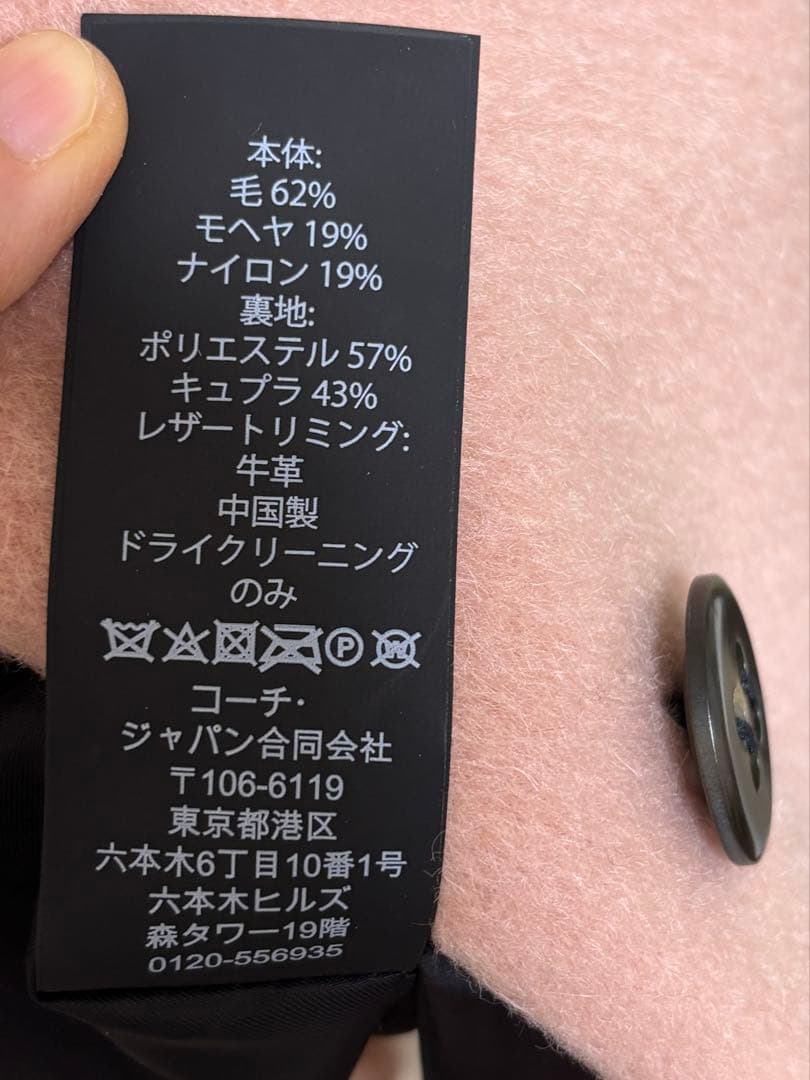 本体:
毛 62%
モヘヤ 19%
ナイロン 19%
裏地:
ポリエステル 57%
キュプラ 43%
レザートリミング:
牛革
中国製
ドライクリーニング
のみ
P W
コーチ・
ジャパン合同会社
〒106-6119
東京都港区
六本木6丁目10番1号
六本木ヒルズ
森タワー19階
0120-556935